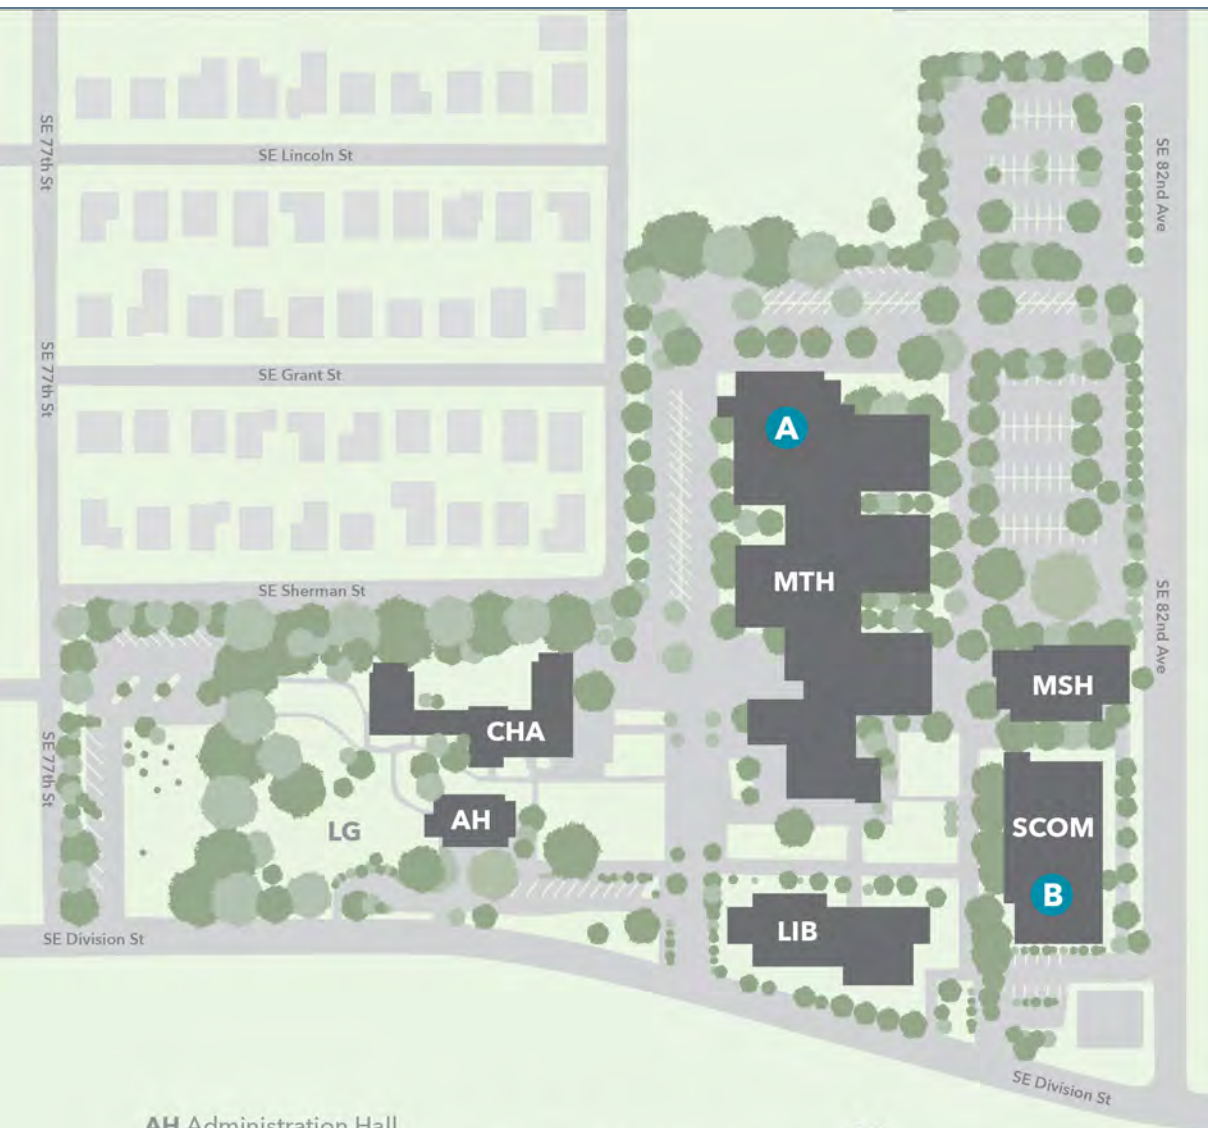 SE 77th St
SE Lincoln St
SE 82nd Ave
SE 77th St
SE Grant St
A
MTH
SE Sherman St
SE 82nd Ave
MSH
CHA
SE 77th St
AH
LG
SCOM
B
LIB
SE Division St
SE Division St
AH Administration Hall